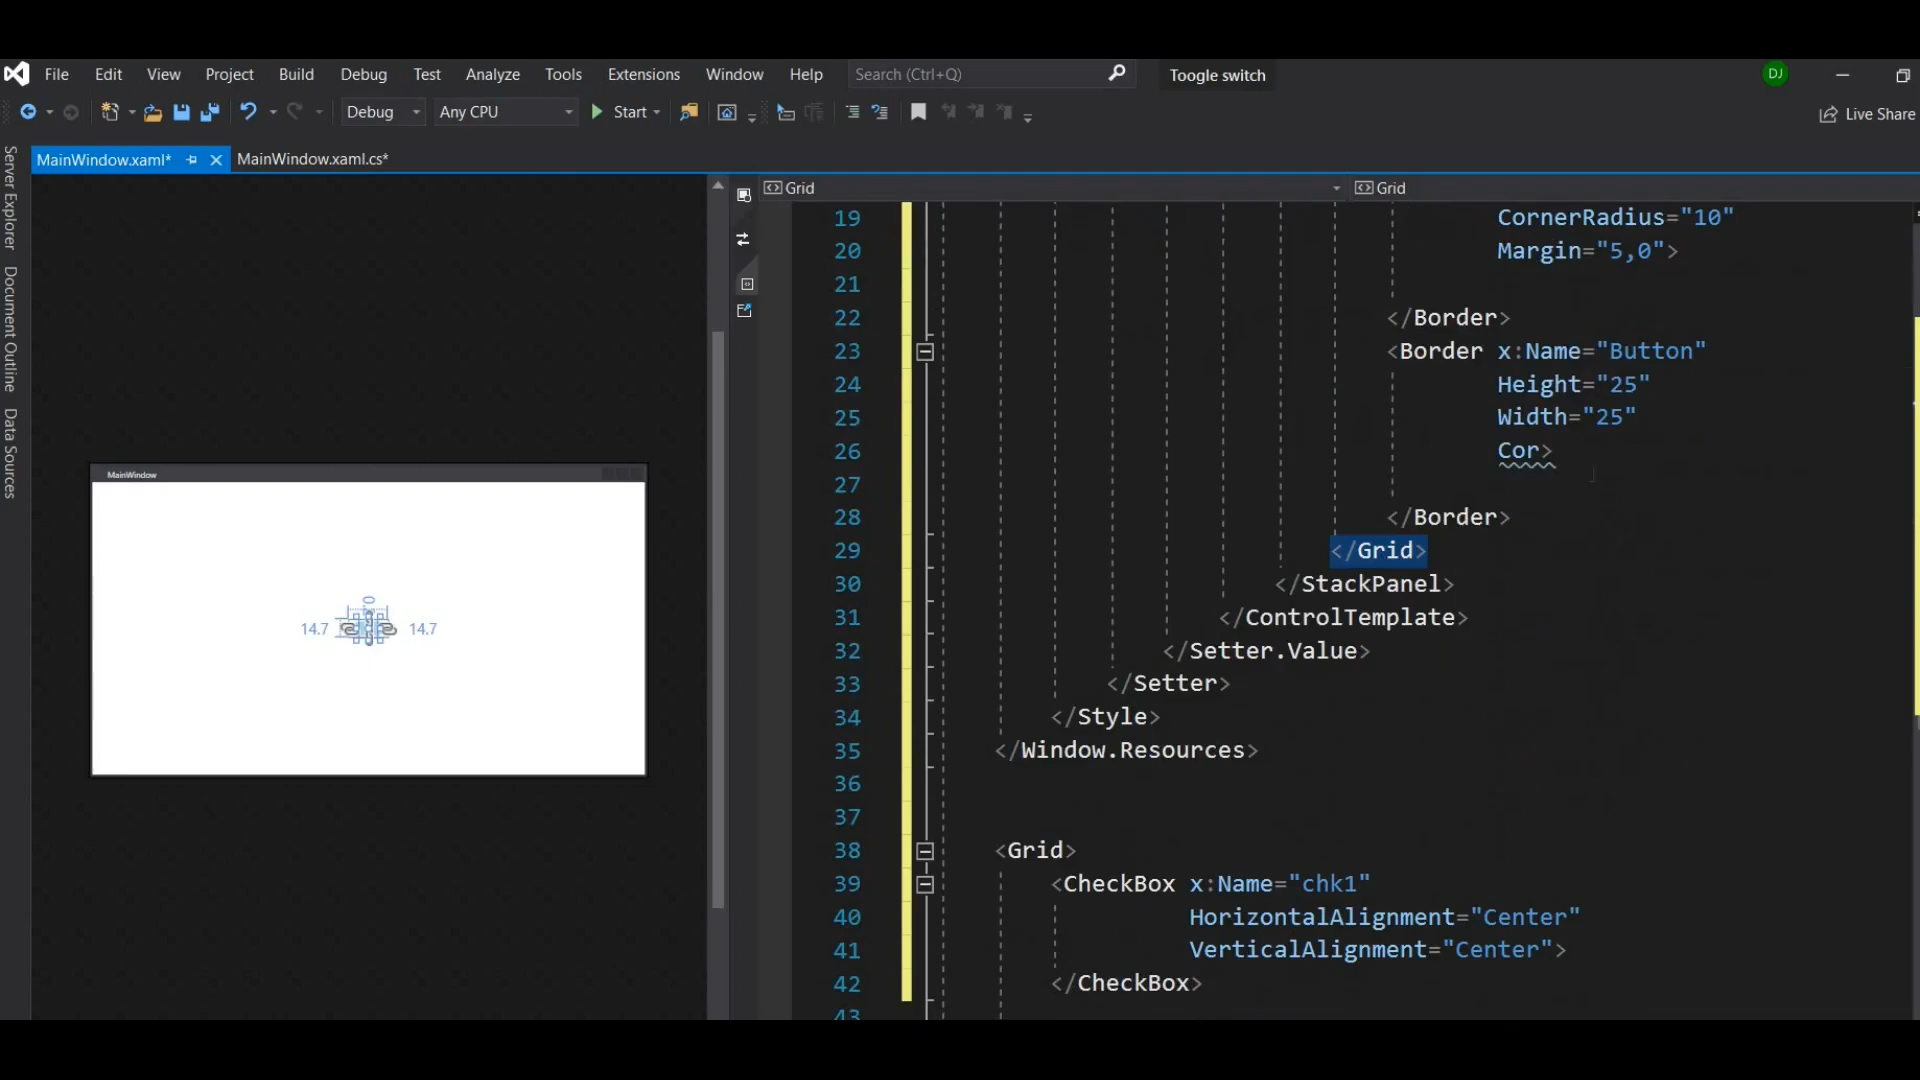 File Edit View Project Build Debug Test Analyze Tools Extensions Window Help Search (Ctrl+Q) Toogle switch DJ
Debug Any CPU Start Live Share
MainWindow.xaml* MainWindow.xaml.cs*
Server Explorer
Document Outline
Data Sources
Grid Grid
MainWindow
14.7 14.7
19 CornerRadius="10"
20 Margin="5,0">
21
22 </Border>
23 <Border x:Name="Button"
24 Height="25"
25 Width="25"
26 Cor>
27
28 </Border>
29 </Grid>
30 </StackPanel>
31 </ControlTemplate>
32 </Setter.Value>
33 </Setter>
34 </Style>
35 </Window.Resources>
36
37
38 <Grid>
39 <CheckBox x:Name="chk1"
40 HorizontalAlignment="Center"
41 VerticalAlignment="Center">
42 </CheckBox>
43